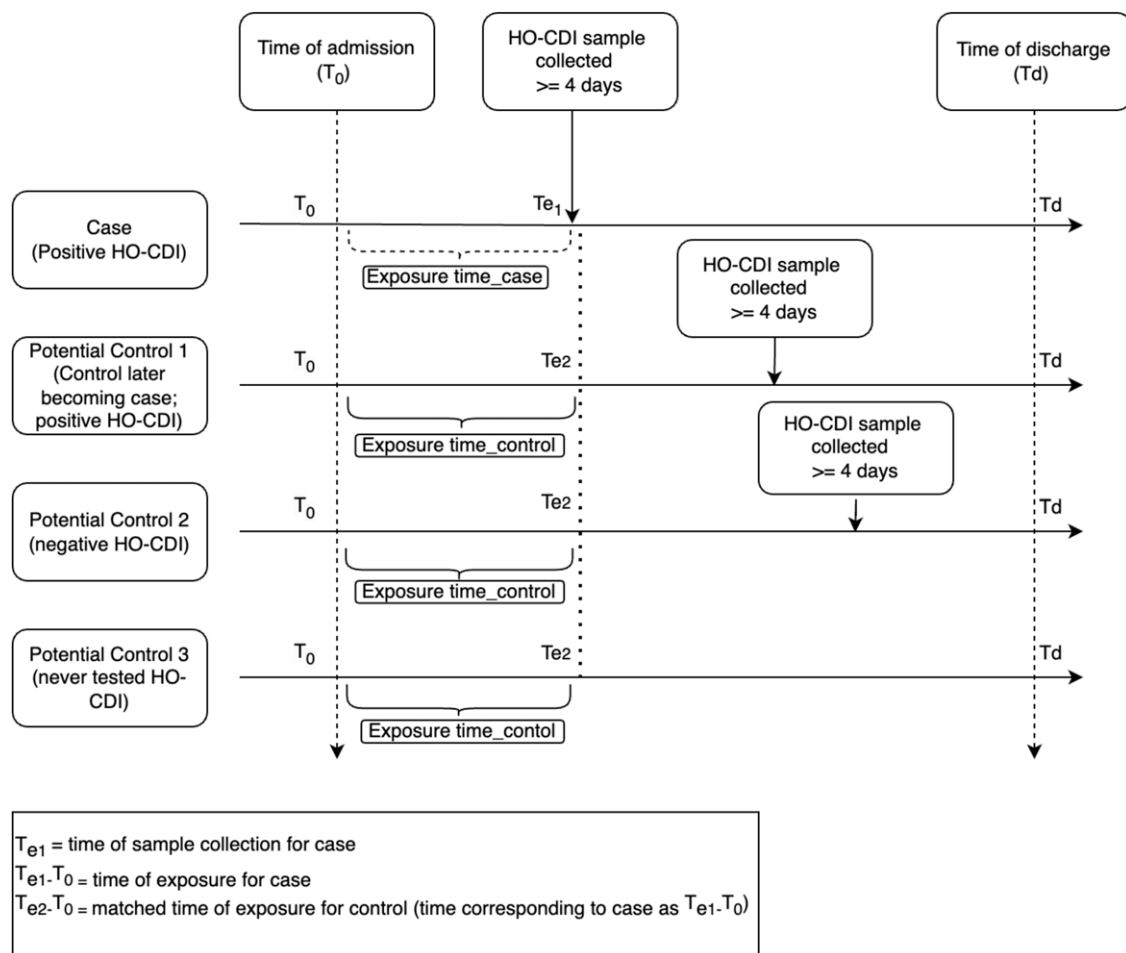 Time of admission
(T0)
HO-CDI sample
collected
>= 4 days
Time of discharge
(Td)
Case
(Positive HO-CDI)
T0
Te1
Td
Exposure time_case
HO-CDI sample
collected
>= 4 days
Potential Control 1
(Control later
becoming case;
positive HO-CDI)
T0
Te2
Td
Exposure time_control
HO-CDI sample
collected
>= 4 days
Potential Control 2
(negative HO-CDI)
T0
Te2
Td
Exposure time_control
Potential Control 3
(never tested HO-
CDI)
T0
Te2
Td
Exposure time_contol
Te1 = time of sample collection for case
Te1-T0 = time of exposure for case
Te2-T0 = matched time of exposure for control (time corresponding to case as Te1-T0)